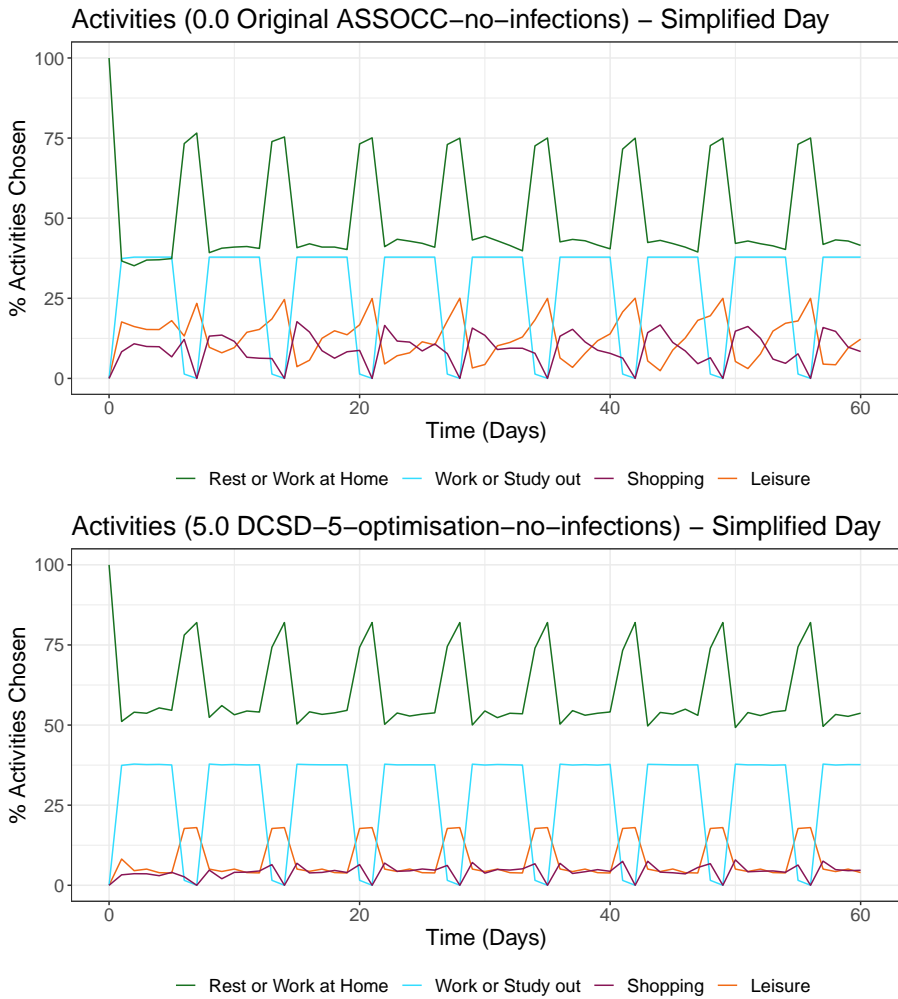 Activities (0.0 Original ASSOCC−no−infections) − Simplified Day
% Activities Chosen
100
75
50
25
0
0 20 40 60
Time (Days)
Rest or Work at Home Work or Study out Shopping Leisure
Activities (5.0 DCSD−5−optimisation−no−infections) − Simplified Day
% Activities Chosen
100
75
50
25
0
0 20 40 60
Time (Days)
Rest or Work at Home Work or Study out Shopping Leisure